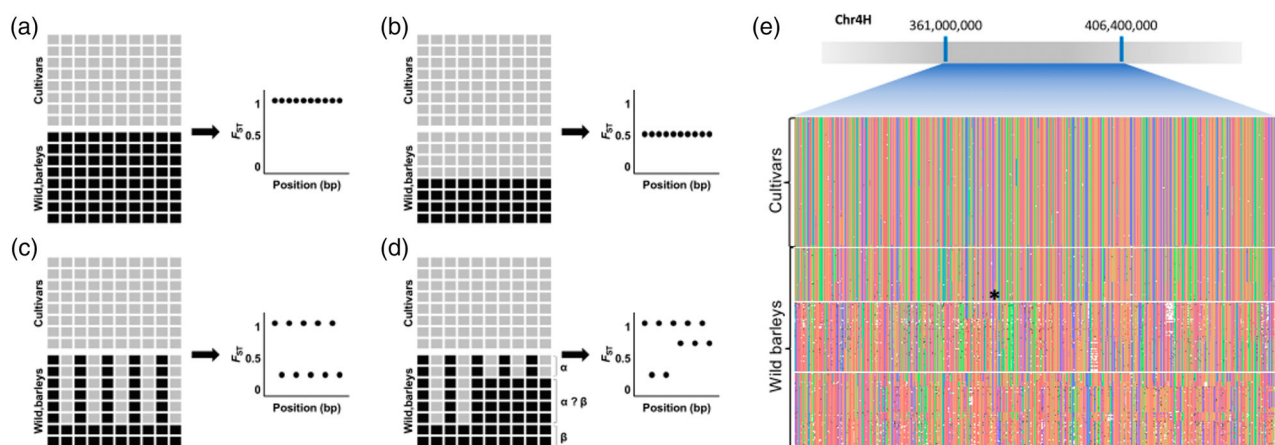 (a)
Cultivars
Wild,barleys
1
0.5
0
FST
Position (bp)
(b)
Cultivars
Wild,barleys
1
0.5
0
FST
Position (bp)
(c)
Cultivars
Wild,barleys
1
0.5
0
FST
Position (bp)
(d)
Cultivars
Wild,barleys
α
α ? β
β
1
0.5
0
FST
Position (bp)
(e)
Chr4H
361,000,000
406,400,000
Cultivars
Wild barleys
*